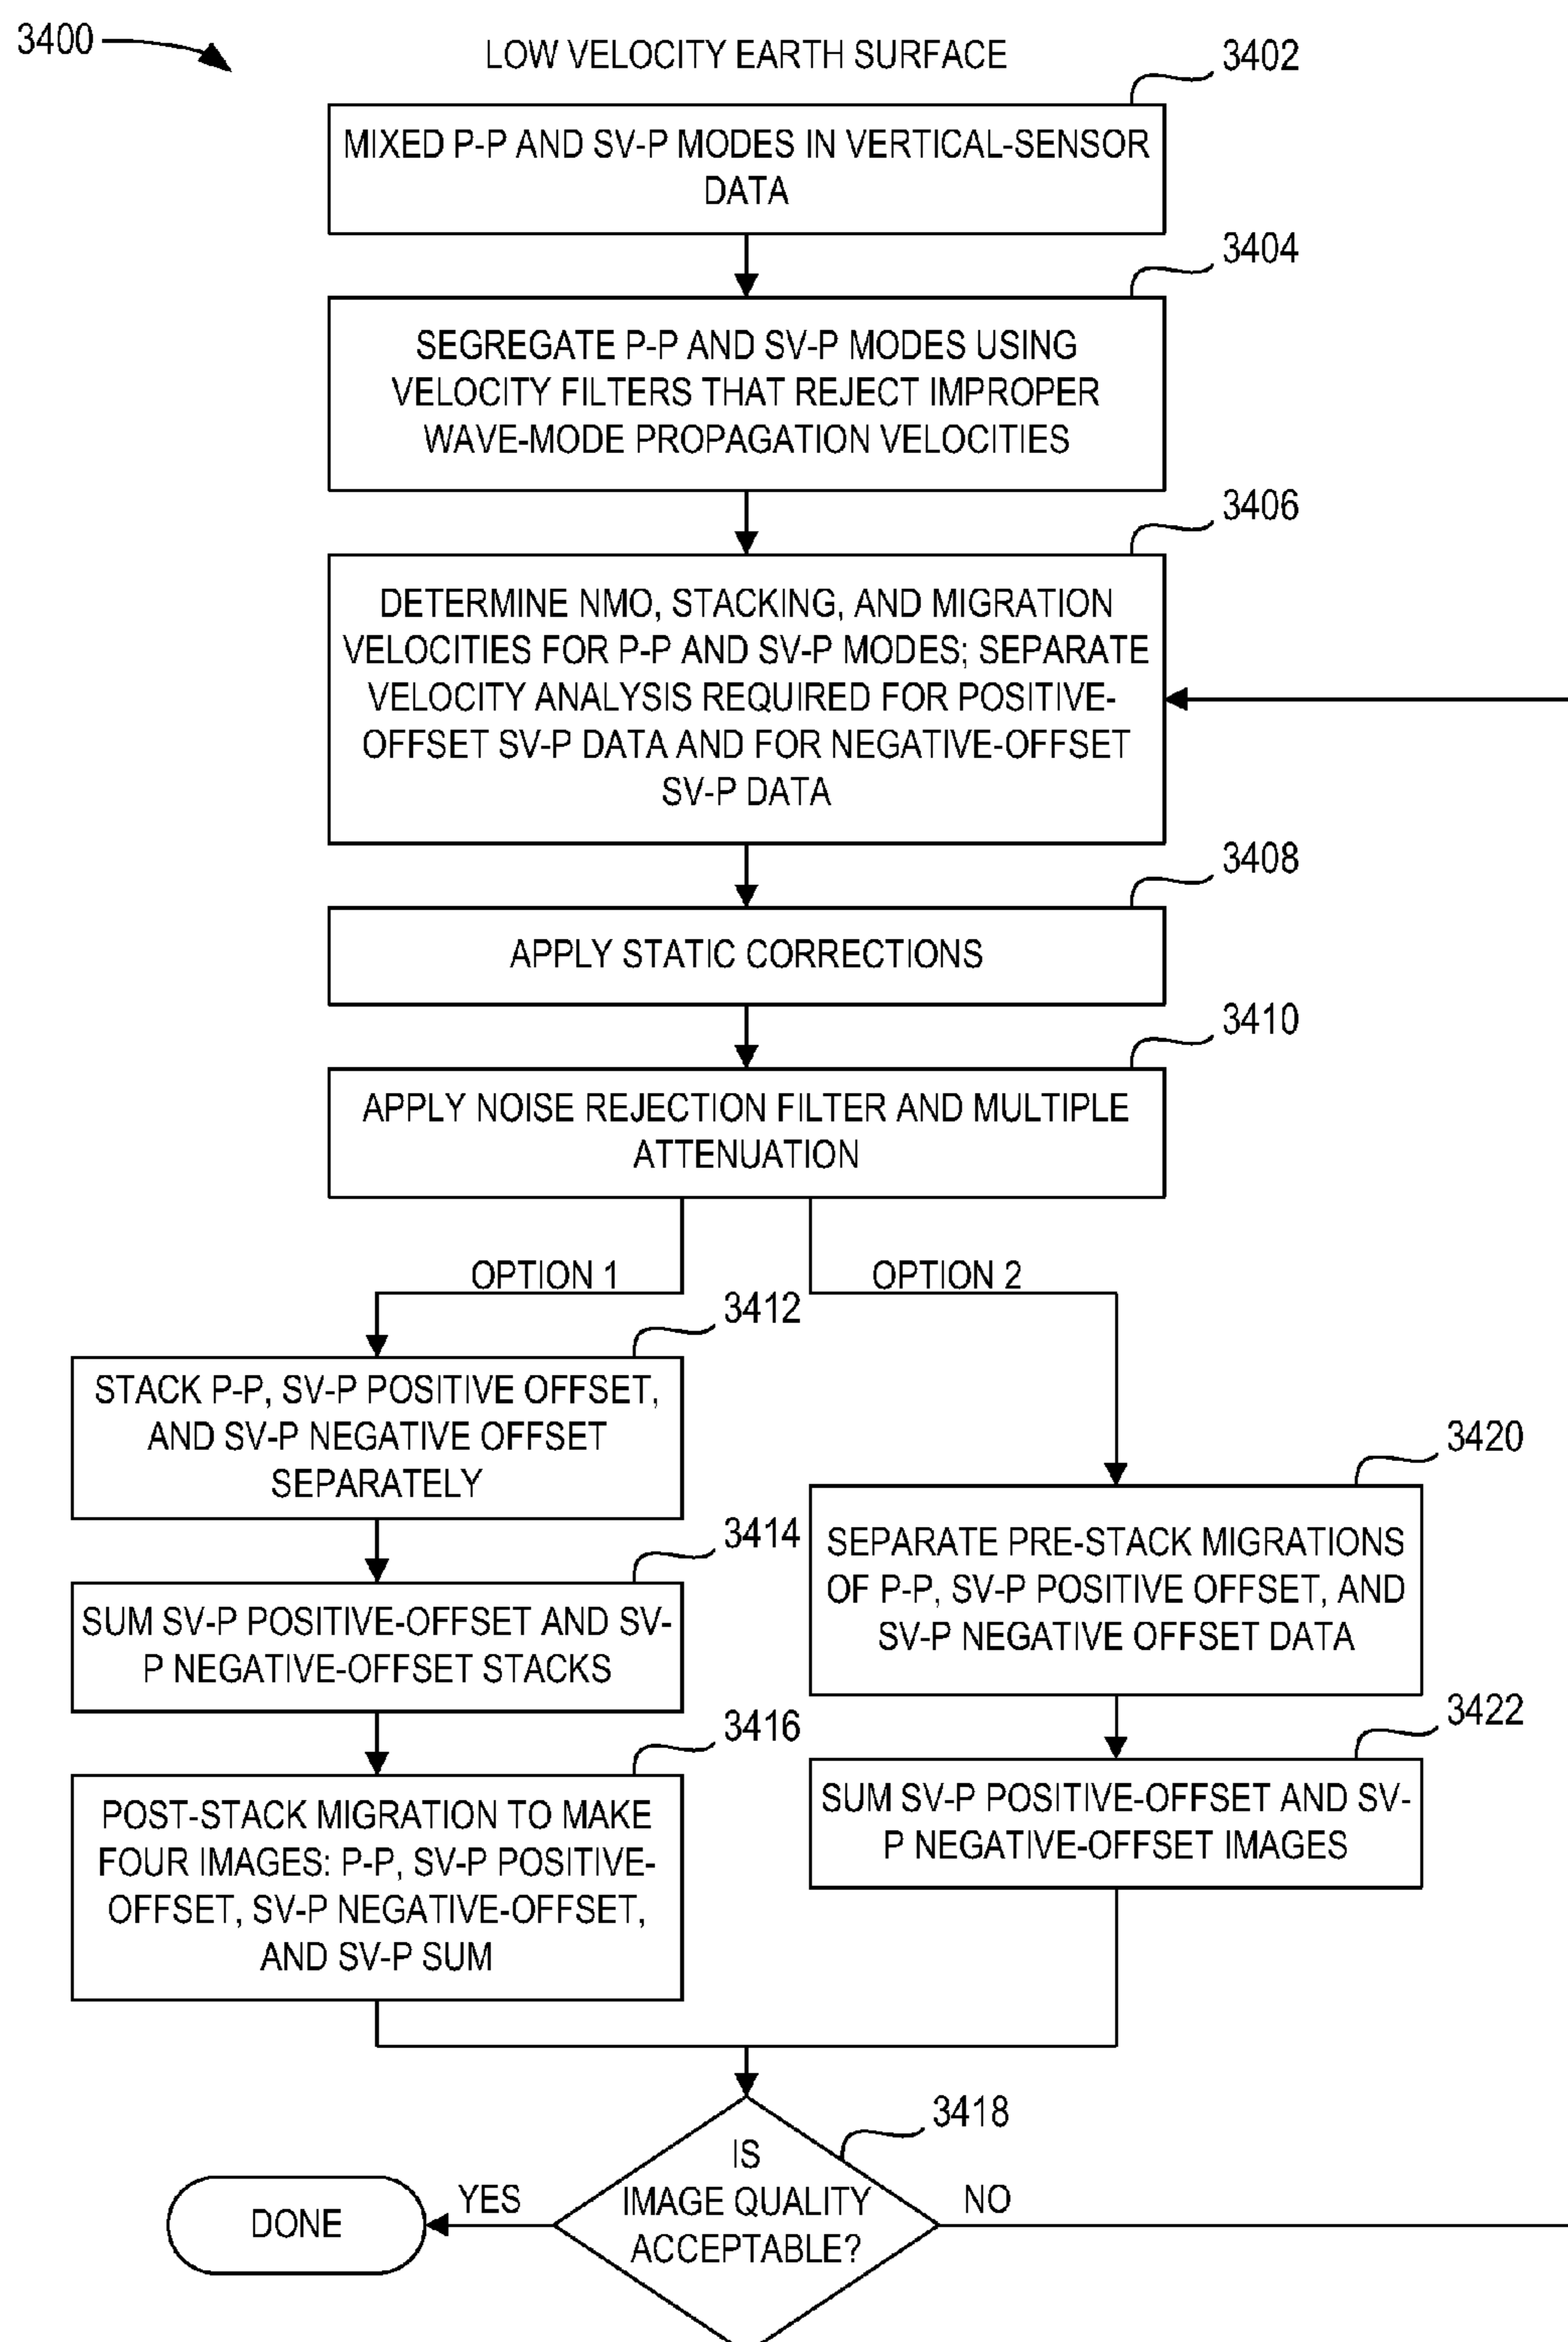 3400
LOW VELOCITY EARTH SURFACE
3402
MIXED P-P AND SV-P MODES IN VERTICAL-SENSOR
DATA
3404
SEGREGATE P-P AND SV-P MODES USING
VELOCITY FILTERS THAT REJECT IMPROPER
WAVE-MODE PROPAGATION VELOCITIES
3406
DETERMINE NMO, STACKING, AND MIGRATION
VELOCITIES FOR P-P AND SV-P MODES; SEPARATE
VELOCITY ANALYSIS REQUIRED FOR POSITIVE-
OFFSET SV-P DATA AND FOR NEGATIVE-OFFSET
SV-P DATA
3408
APPLY STATIC CORRECTIONS
3410
APPLY NOISE REJECTION FILTER AND MULTIPLE
ATTENUATION
OPTION 1
3412
STACK P-P, SV-P POSITIVE OFFSET,
AND SV-P NEGATIVE OFFSET
SEPARATELY
3414
SUM SV-P POSITIVE-OFFSET AND SV-
P NEGATIVE-OFFSET STACKS
3416
POST-STACK MIGRATION TO MAKE
FOUR IMAGES: P-P, SV-P POSITIVE-
OFFSET, SV-P NEGATIVE-OFFSET,
AND SV-P SUM
OPTION 2
3420
SEPARATE PRE-STACK MIGRATIONS
OF P-P, SV-P POSITIVE OFFSET, AND
SV-P NEGATIVE OFFSET DATA
3422
SUM SV-P POSITIVE-OFFSET AND SV-
P NEGATIVE-OFFSET IMAGES
3418
IS
IMAGE QUALITY
ACCEPTABLE?
YES
DONE
NO